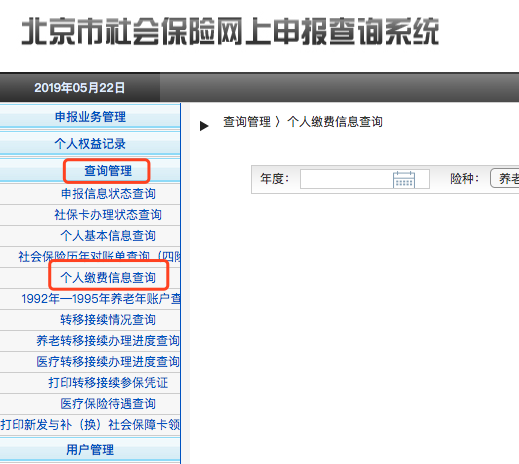 北京市社会保险网上申报查询系统
2019年05月22日
申报业务管理
个人权益记录
查询管理
申报信息状态查询
社保卡办理状态查询
个人基本信息查询
社会保险历年对账单查询（四险
个人缴费信息查询
1992年—1995年养老年账户查
转移接续情况查询
养老转移接续办理进度查询
医疗转移接续办理进度查询
打印转移接续参保凭证
医疗保险待遇查询
打印新发与补（换）社会保障卡领
用户管理
查询管理 〉个人缴费信息查询
年度： 险种： 养老